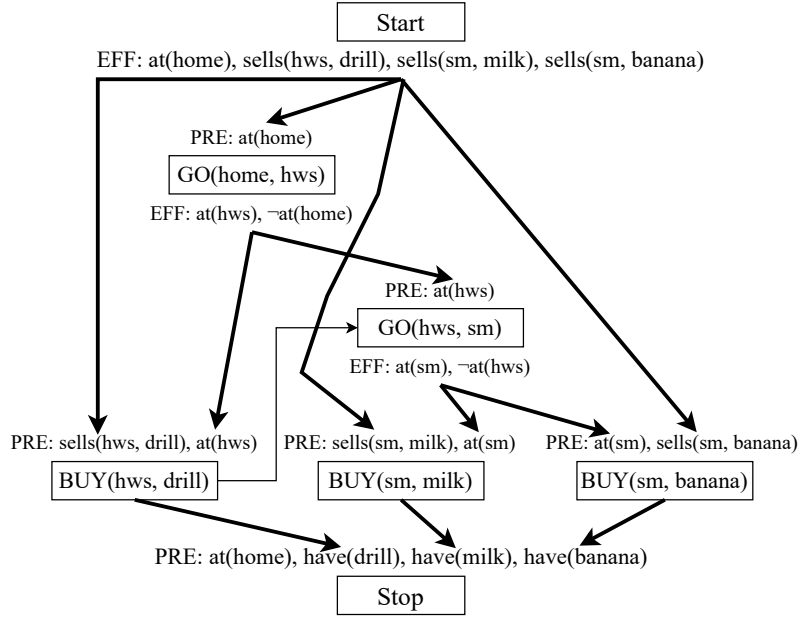 Start
EFF: at(home), sells(hws, drill), sells(sm, milk), sells(sm, banana)
PRE: at(home)
GO(home, hws)
EFF: at(hws), ¬at(home)
PRE: at(hws)
GO(hws, sm)
EFF: at(sm), ¬at(hws)
PRE: sells(hws, drill), at(hws)
BUY(hws, drill)
PRE: sells(sm, milk), at(sm)
BUY(sm, milk)
PRE: at(sm), sells(sm, banana)
BUY(sm, banana)
PRE: at(home), have(drill), have(milk), have(banana)
Stop